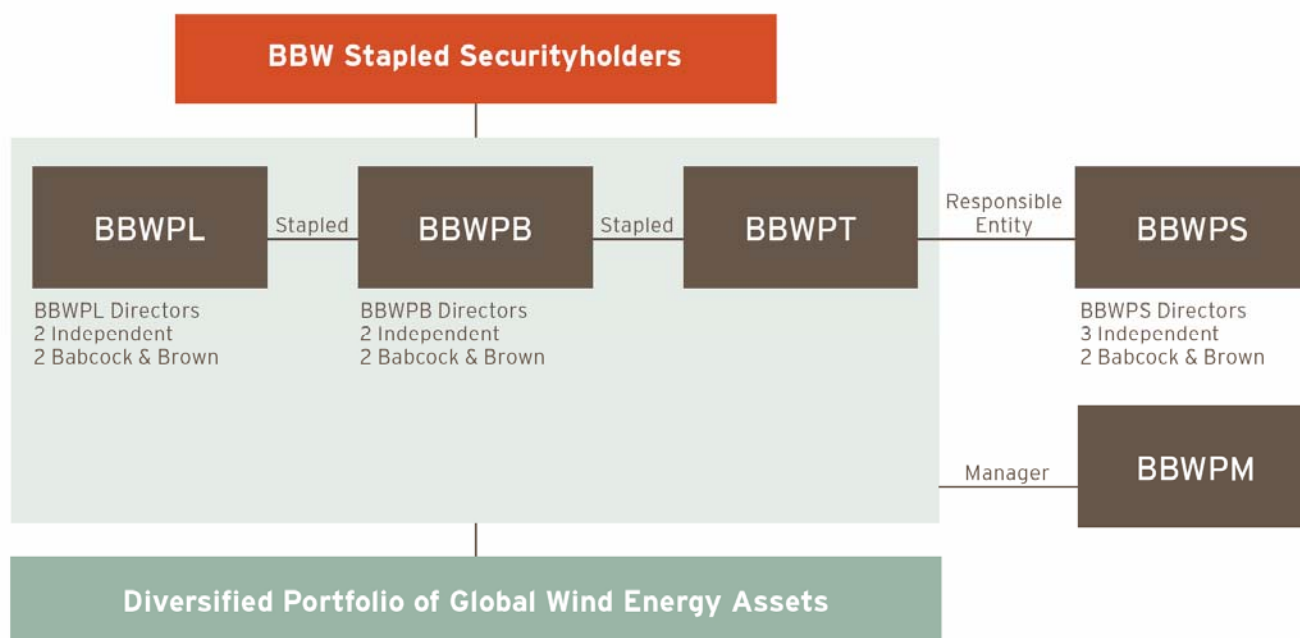 BBW Stapled Securityholders
BBWPL
Stapled
BBWPB
Stapled
BBWPT
Responsible
Entity
BBWPS
BBWPL Directors
2 Independent
2 Babcock & Brown
BBWPB Directors
2 Independent
2 Babcock & Brown
BBWPS Directors
3 Independent
2 Babcock & Brown
Manager
BBWPM
Diversified Portfolio of Global Wind Energy Assets